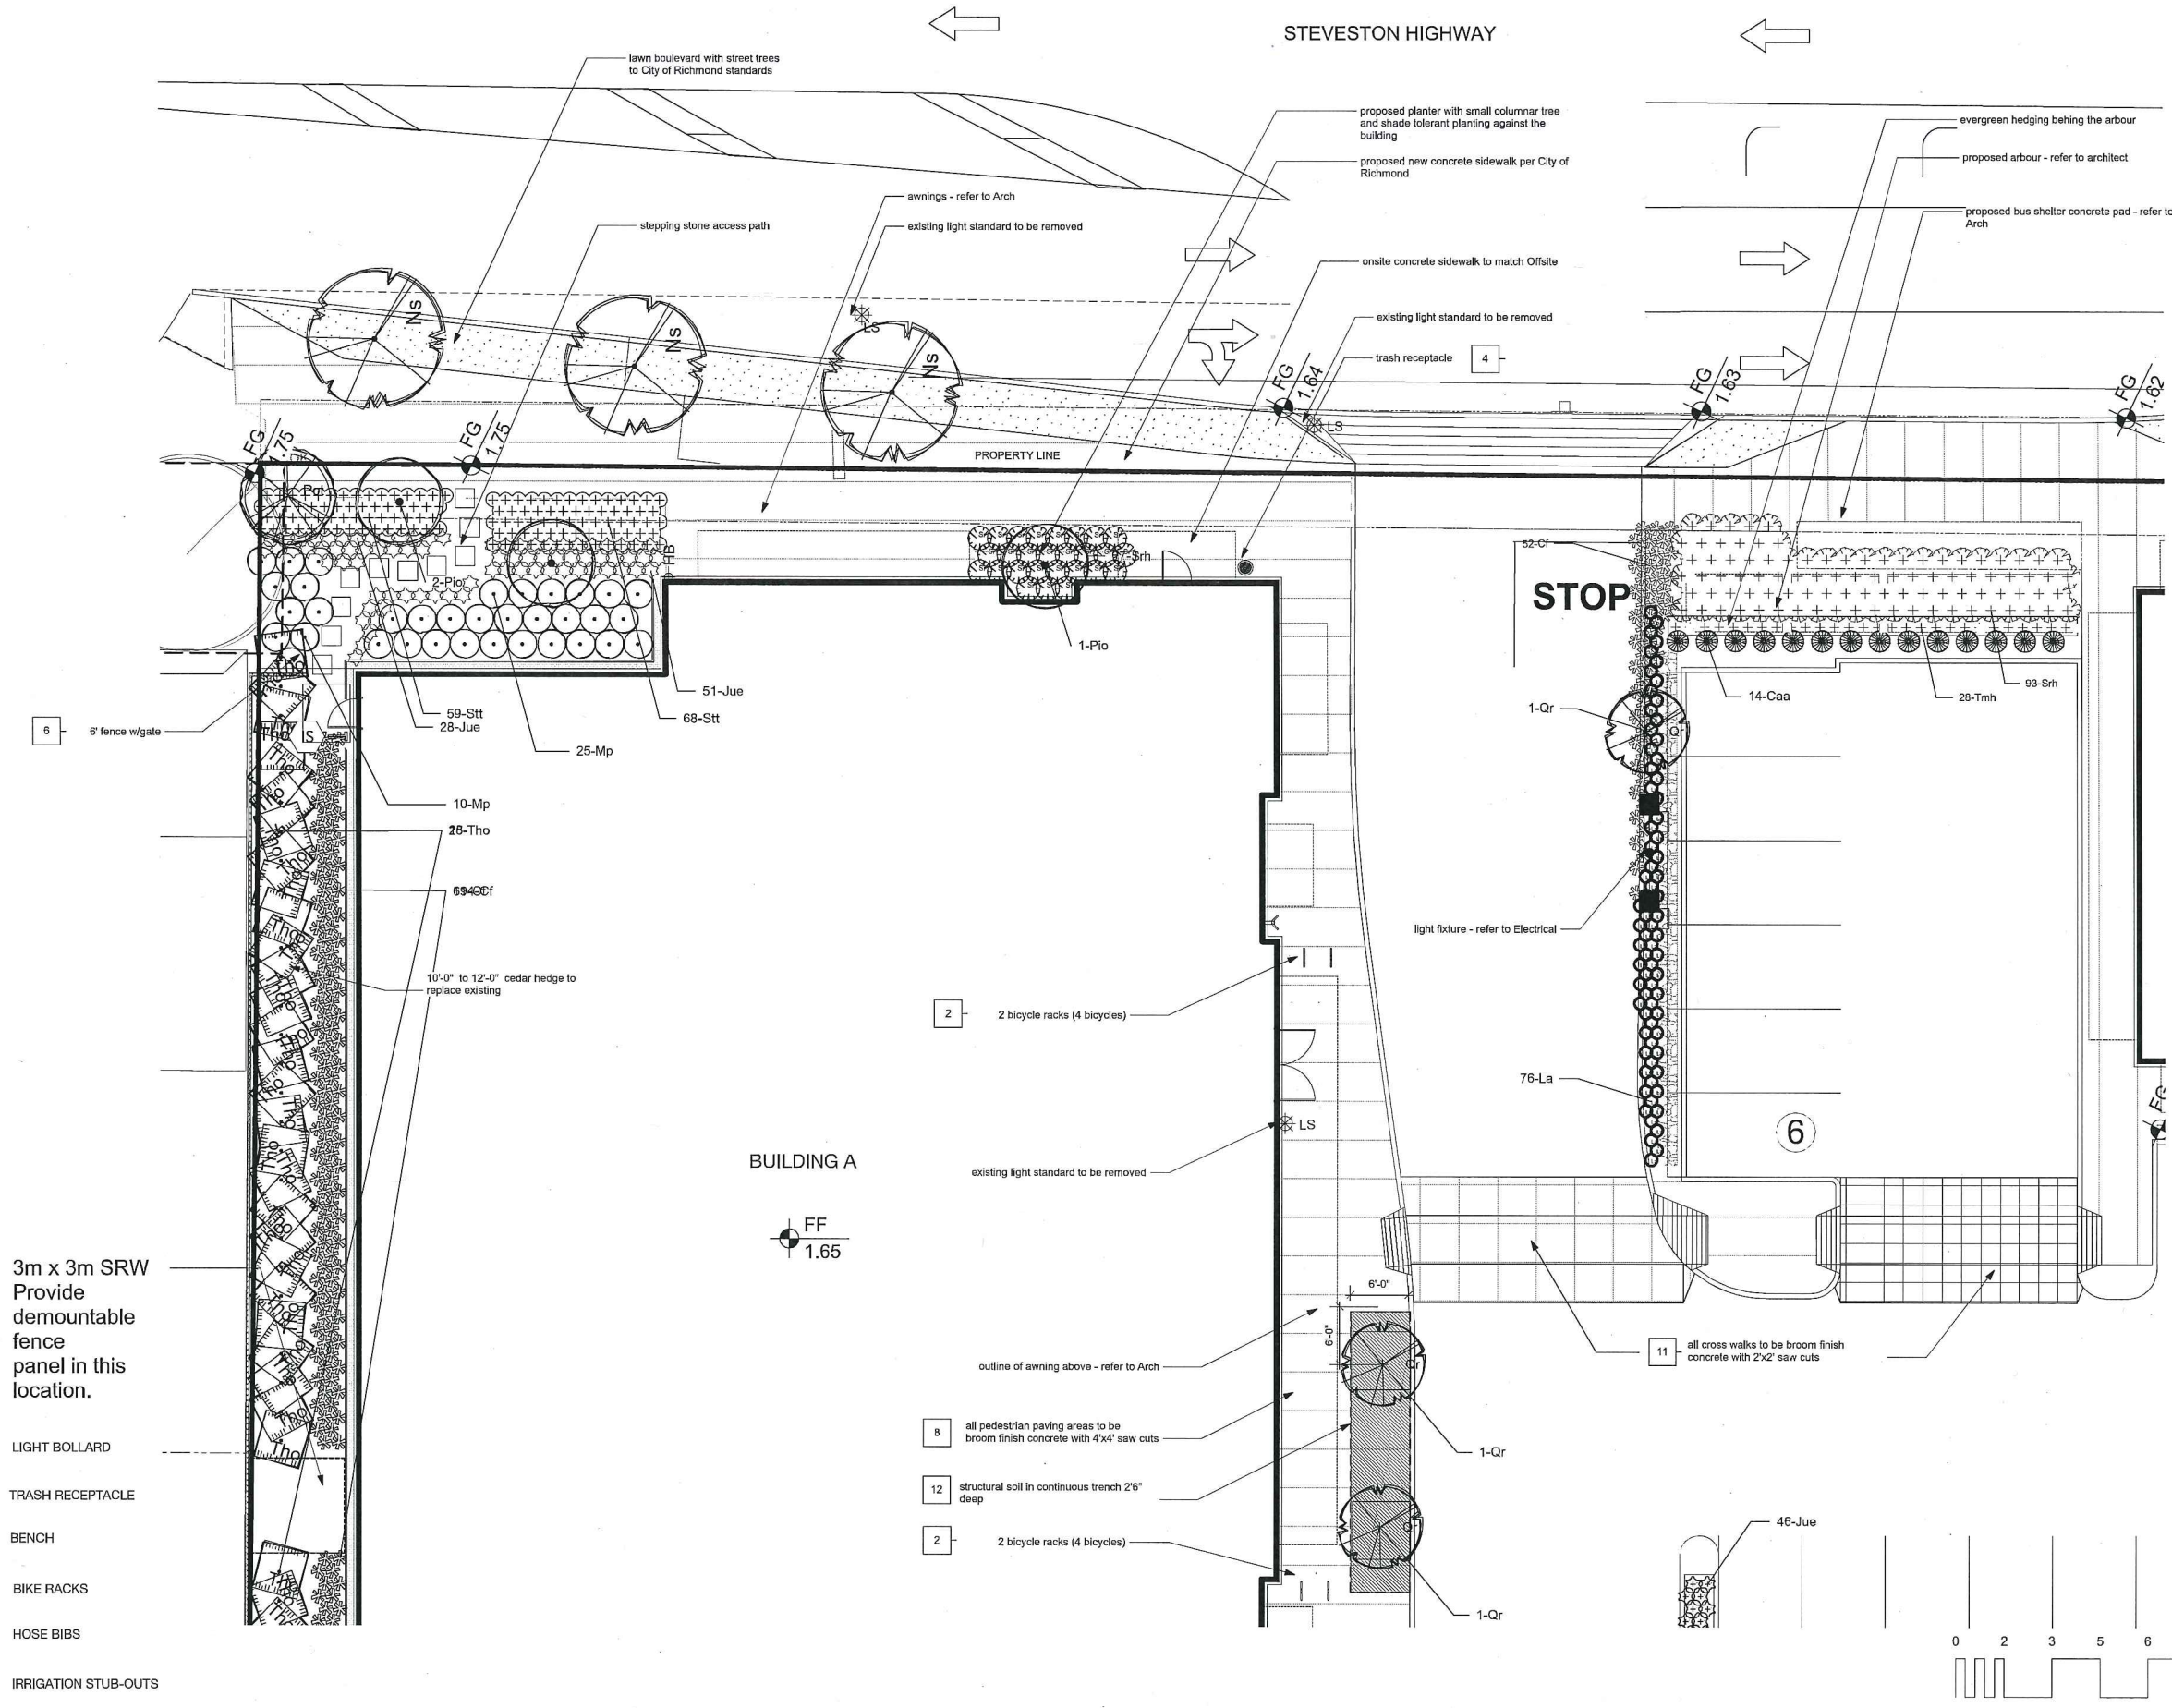 STEVESTON HIGHWAY
lawn boulevard with street trees
to City of Richmond standards
proposed planter with small columnar tree
and shade tolerant planting against the
building
evergreen hedging behing the arbour
proposed new concrete sidewalk per City of
Richmond
proposed arbour - refer to architect
awnings - refer to Arch
existing light standard to be removed
stepping stone access path
proposed bus shelter concrete pad - refer to
Arch
onsite concrete sidewalk to match Offsite
existing light standard to be removed
trash receptacle
4
Ns
Ns
Ns
LS
LS
FG
1.64
FG
1.63
FG
1.62
FG
1.75
FG
1.75
PROPERTY LINE
2-Pio
HB
52-Cf
STOP
1-Pio
51-Jue
68-Stt
59-Stt
28-Jue
25-Mp
14-Caa
28-Tmh
93-Srh
1-Qr
Qr
6
6' fence w/gate
Tho
IS
10-Mp
10'-0" to 12'-0" cedar hedge to
replace existing
light fixture - refer to Electrical
2
2 bicycle racks (4 bicycles)
76-La
6
LS
existing light standard to be removed
BUILDING A
FF
1.65
FG
3m x 3m SRW
Provide
demountable
fence
panel in this
location.
6'-0"
6'-0"
outline of awning above - refer to Arch
Qr
11
all cross walks to be broom finish
concrete with 2'x2' saw cuts
8
all pedestrian paving areas to be
broom finish concrete with 4'x4' saw cuts
1-Qr
12
structural soil in continuous trench 2'6"
deep
2
2 bicycle racks (4 bicycles)
Qr
1-Qr
46-Jue
LIGHT BOLLARD
TRASH RECEPTACLE
BENCH
BIKE RACKS
HOSE BIBS
IRRIGATION STUB-OUTS
0 2 3 5 6